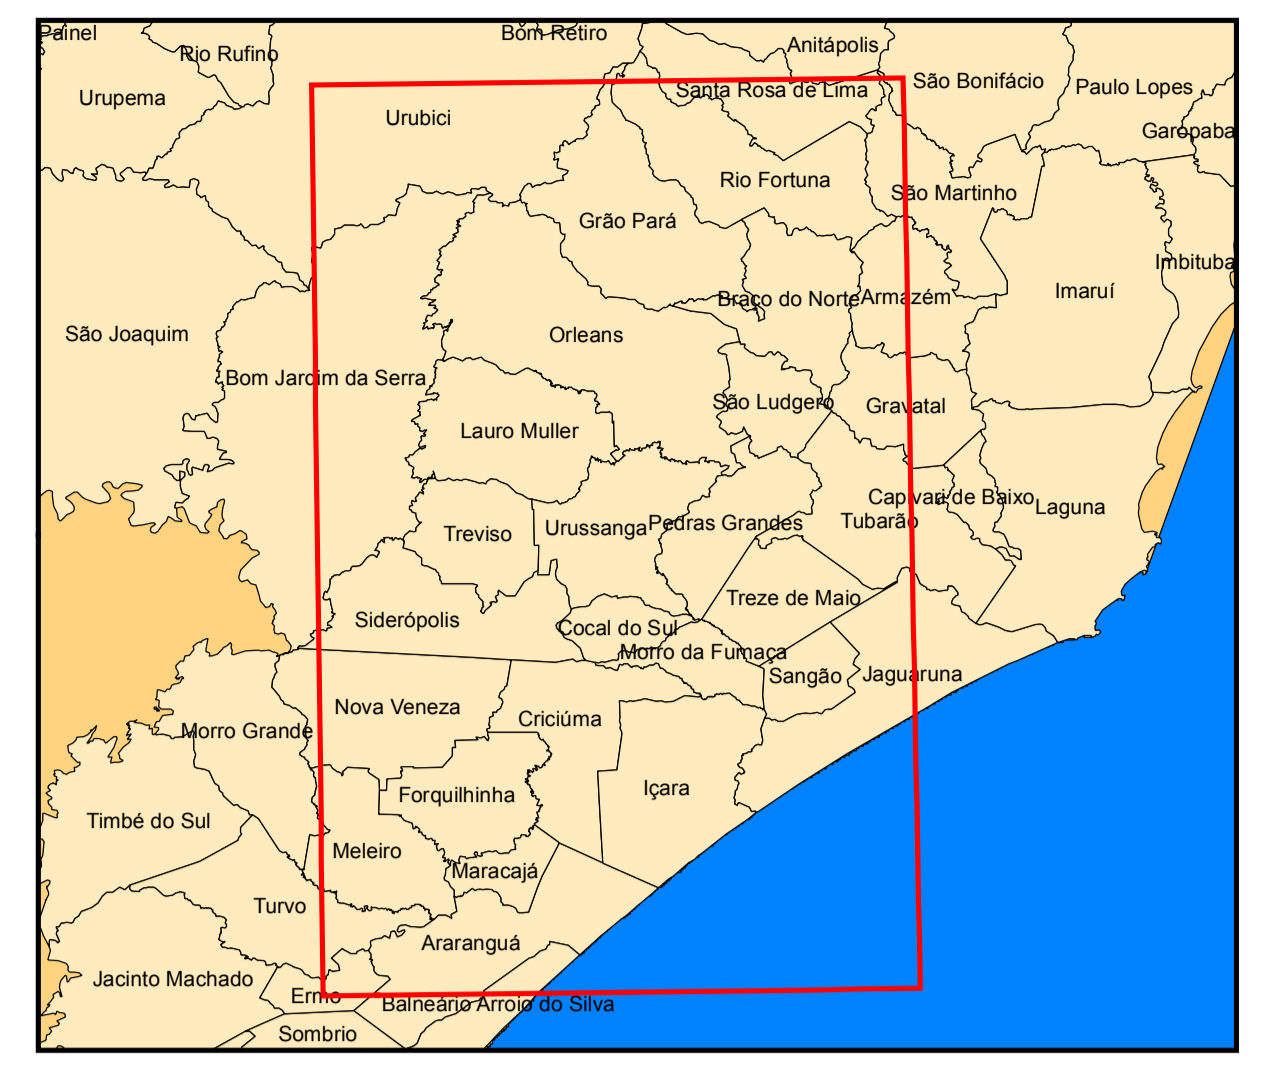 Painel
Bom Retiro
Anitápolis
Rio Rufino
São Bonifácio
Paulo Lopes
Urupema
Santa Rosa de Lima
Urubici
Garopaba
Rio Fortuna
São Martinho
Grão Pará
Imbituba
Imaruí
Braço do Norte
Armazém
São Joaquim
Orleans
Bom Jardim da Serra
São Ludgero
Gravatal
Lauro Muller
Capivari de Baixo
Laguna
Treviso
Urussanga
Pedras Grandes
Tubarão
Treze de Maio
Siderópolis
Cocal do Sul
Morro da Fumaça
Sangão
Jaguaruna
Nova Veneza
Criciúma
Morro Grande
Içara
Forquilhinha
Timbé do Sul
Meleiro
Maracajá
Turvo
Araranguá
Jacinto Machado
Ermo
Balneário Arroio do Silva
Sombrio